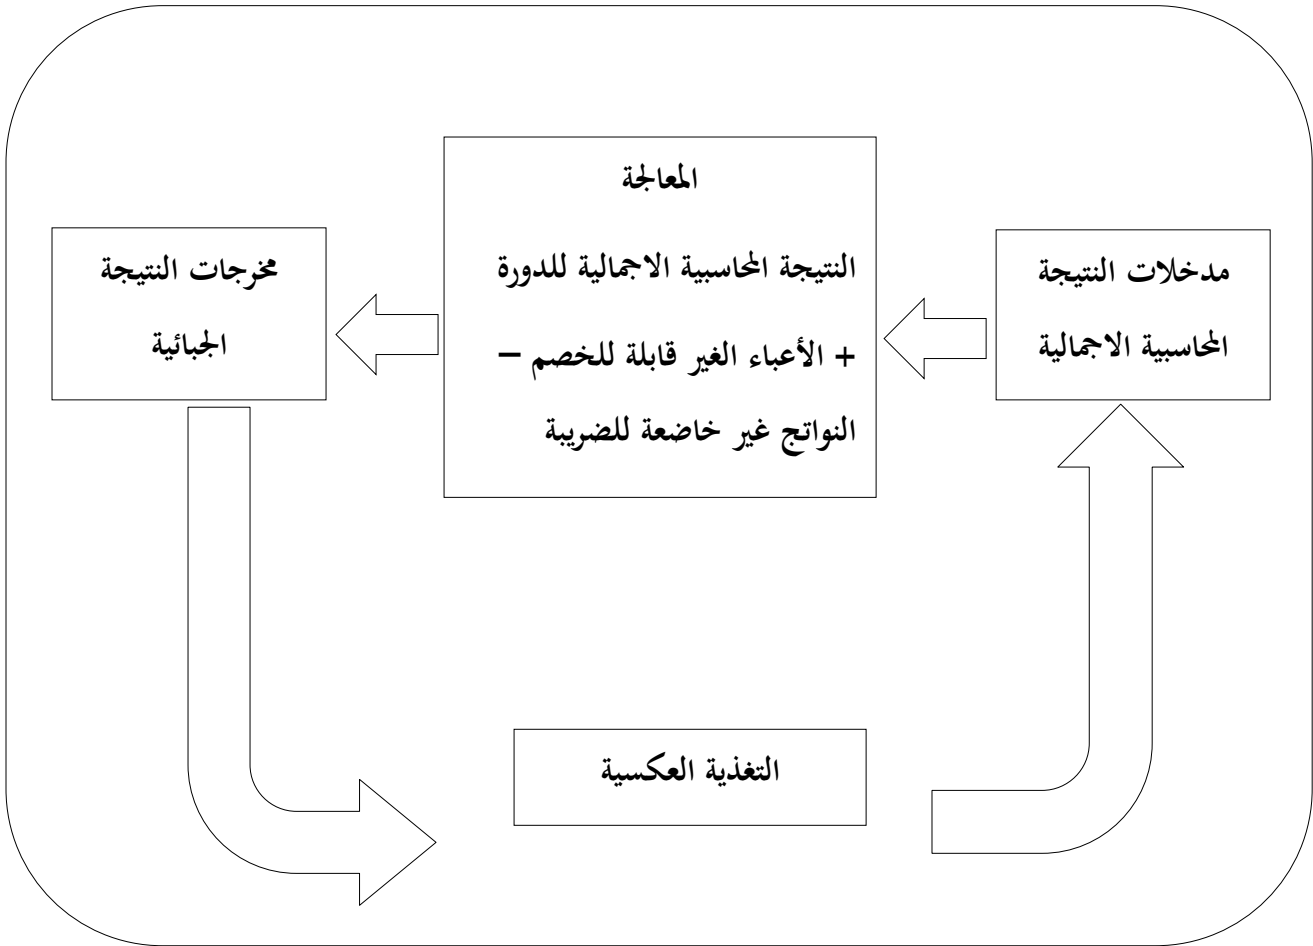 مدخلات النتيجة
المحاسبية الاجمالية
المعالجة
النتيجة المحاسبية الاجمالية للدورة
+ الأعباء الغير قابلة للخصم –
النواتج غير خاضعة للضريبة
مخرجات النتيجة
الجبائية
التغذية العكسية